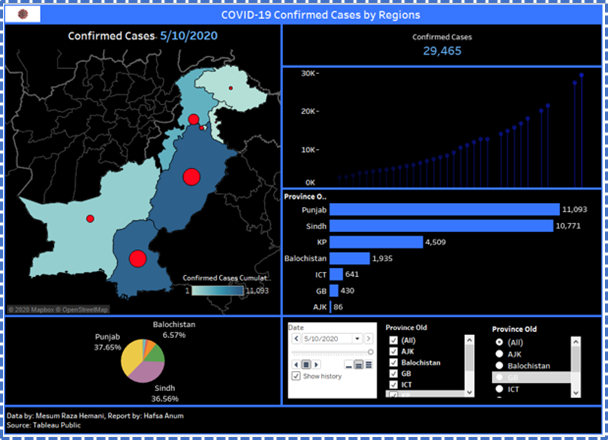 COVID-19 Confirmed Cases by Regions
Confirmed Cases 5/10/2020
Confirmed Cases
29,465
30K
20K
10K
0K
Province O..
Punjab 11,093
Sindh 10,771
KP 4,509
Balochistan 1,935
ICT 641
GB 430
AJK 86
Confirmed Cases Cumulat..
1 11,093
© 2020 Mapbox © OpenStreetMap
Balochistan
6.57%
Punjab
37.65%
Sindh
36.56%
Date
5/10/2020
Show history
Province Old
(All)
AJK
Balochistan
GB
ICT
KP
Province Old
(All)
AJK
Balochistan
GB
ICT
Data by: Mesum Raza Hemani, Report by: Hafsa Anum
Source: Tableau Public